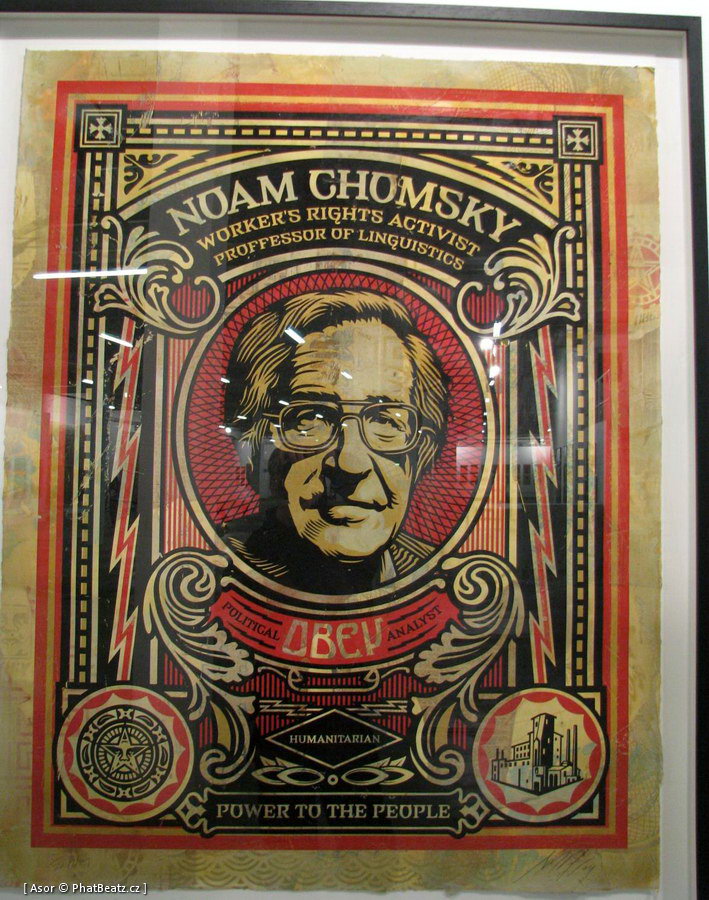 NOAM CHOMSKY
WORKER'S RIGHTS ACTIVIST
PROFFESSOR OF LINGUISTICS
POLITICAL OBEY ANALYST
HUMANITARIAN
POWER TO THE PEOPLE
[ Asor © PhatBeatz.cz ]